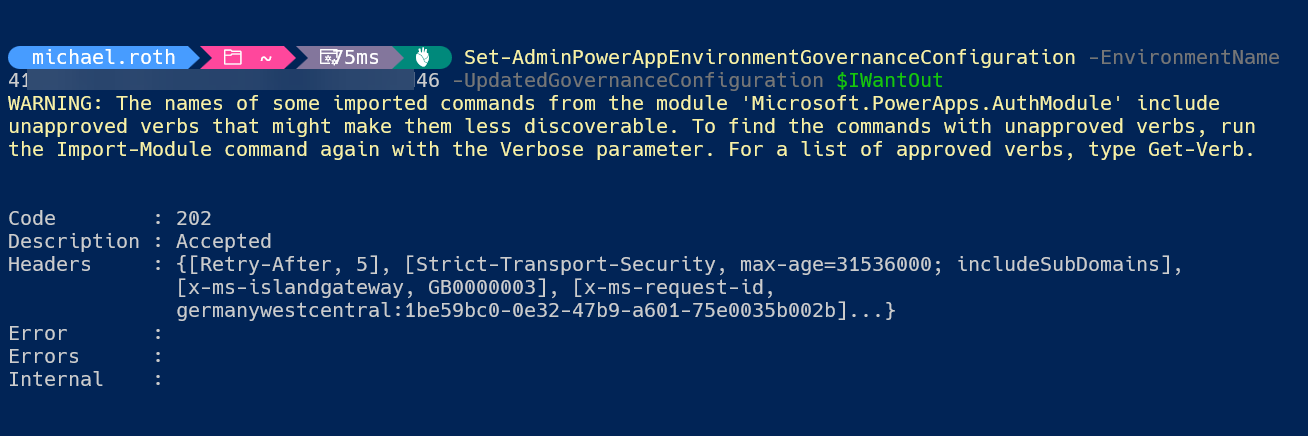 michael.roth ~ 75ms Set-AdminPowerAppEnvironmentGovernanceConfiguration -EnvironmentName
41 46 -UpdatedGovernanceConfiguration $IWantOut
WARNING: The names of some imported commands from the module 'Microsoft.PowerApps.AuthModule' include
unapproved verbs that might make them less discoverable. To find the commands with unapproved verbs, run
the Import-Module command again with the Verbose parameter. For a list of approved verbs, type Get-Verb.
Code : 202
Description : Accepted
Headers : {[Retry-After, 5], [Strict-Transport-Security, max-age=31536000; includeSubDomains],
[x-ms-islandgateway, GB0000003], [x-ms-request-id,
germanywestcentral:1be59bc0-0e32-47b9-a601-75e0035b002b]...}
Error :
Errors :
Internal :